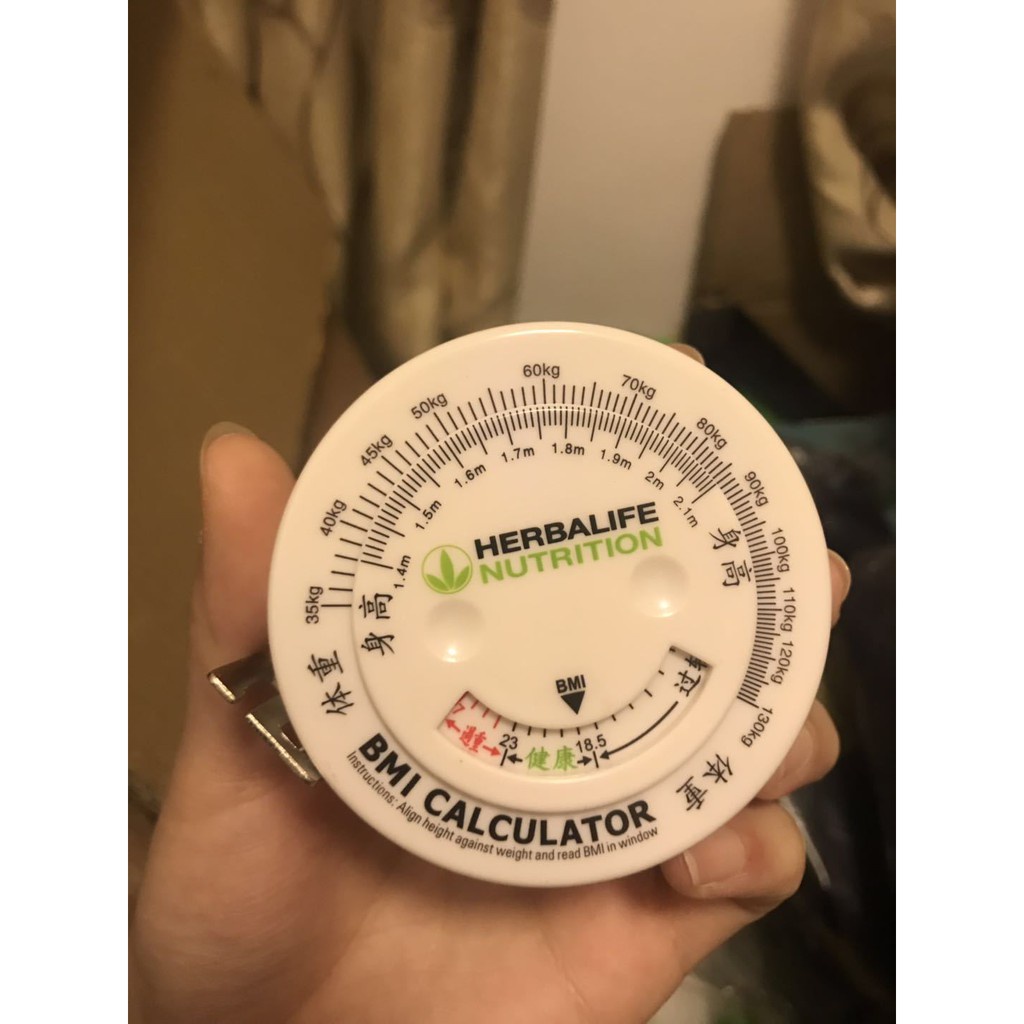 60kg
50kg
70kg
45kg
80kg
40kg
90kg
35kg
100kg
110kg
120kg
130kg
1.4m
1.5m
1.6m
1.7m
1.8m
1.9m
2m
2.1m
身高
身高
HERBALIFE
NUTRITION
体重
体重
BMI
23
18.5
健康
BMI CALCULATOR
Instructions: Align height against weight and read BMI in window